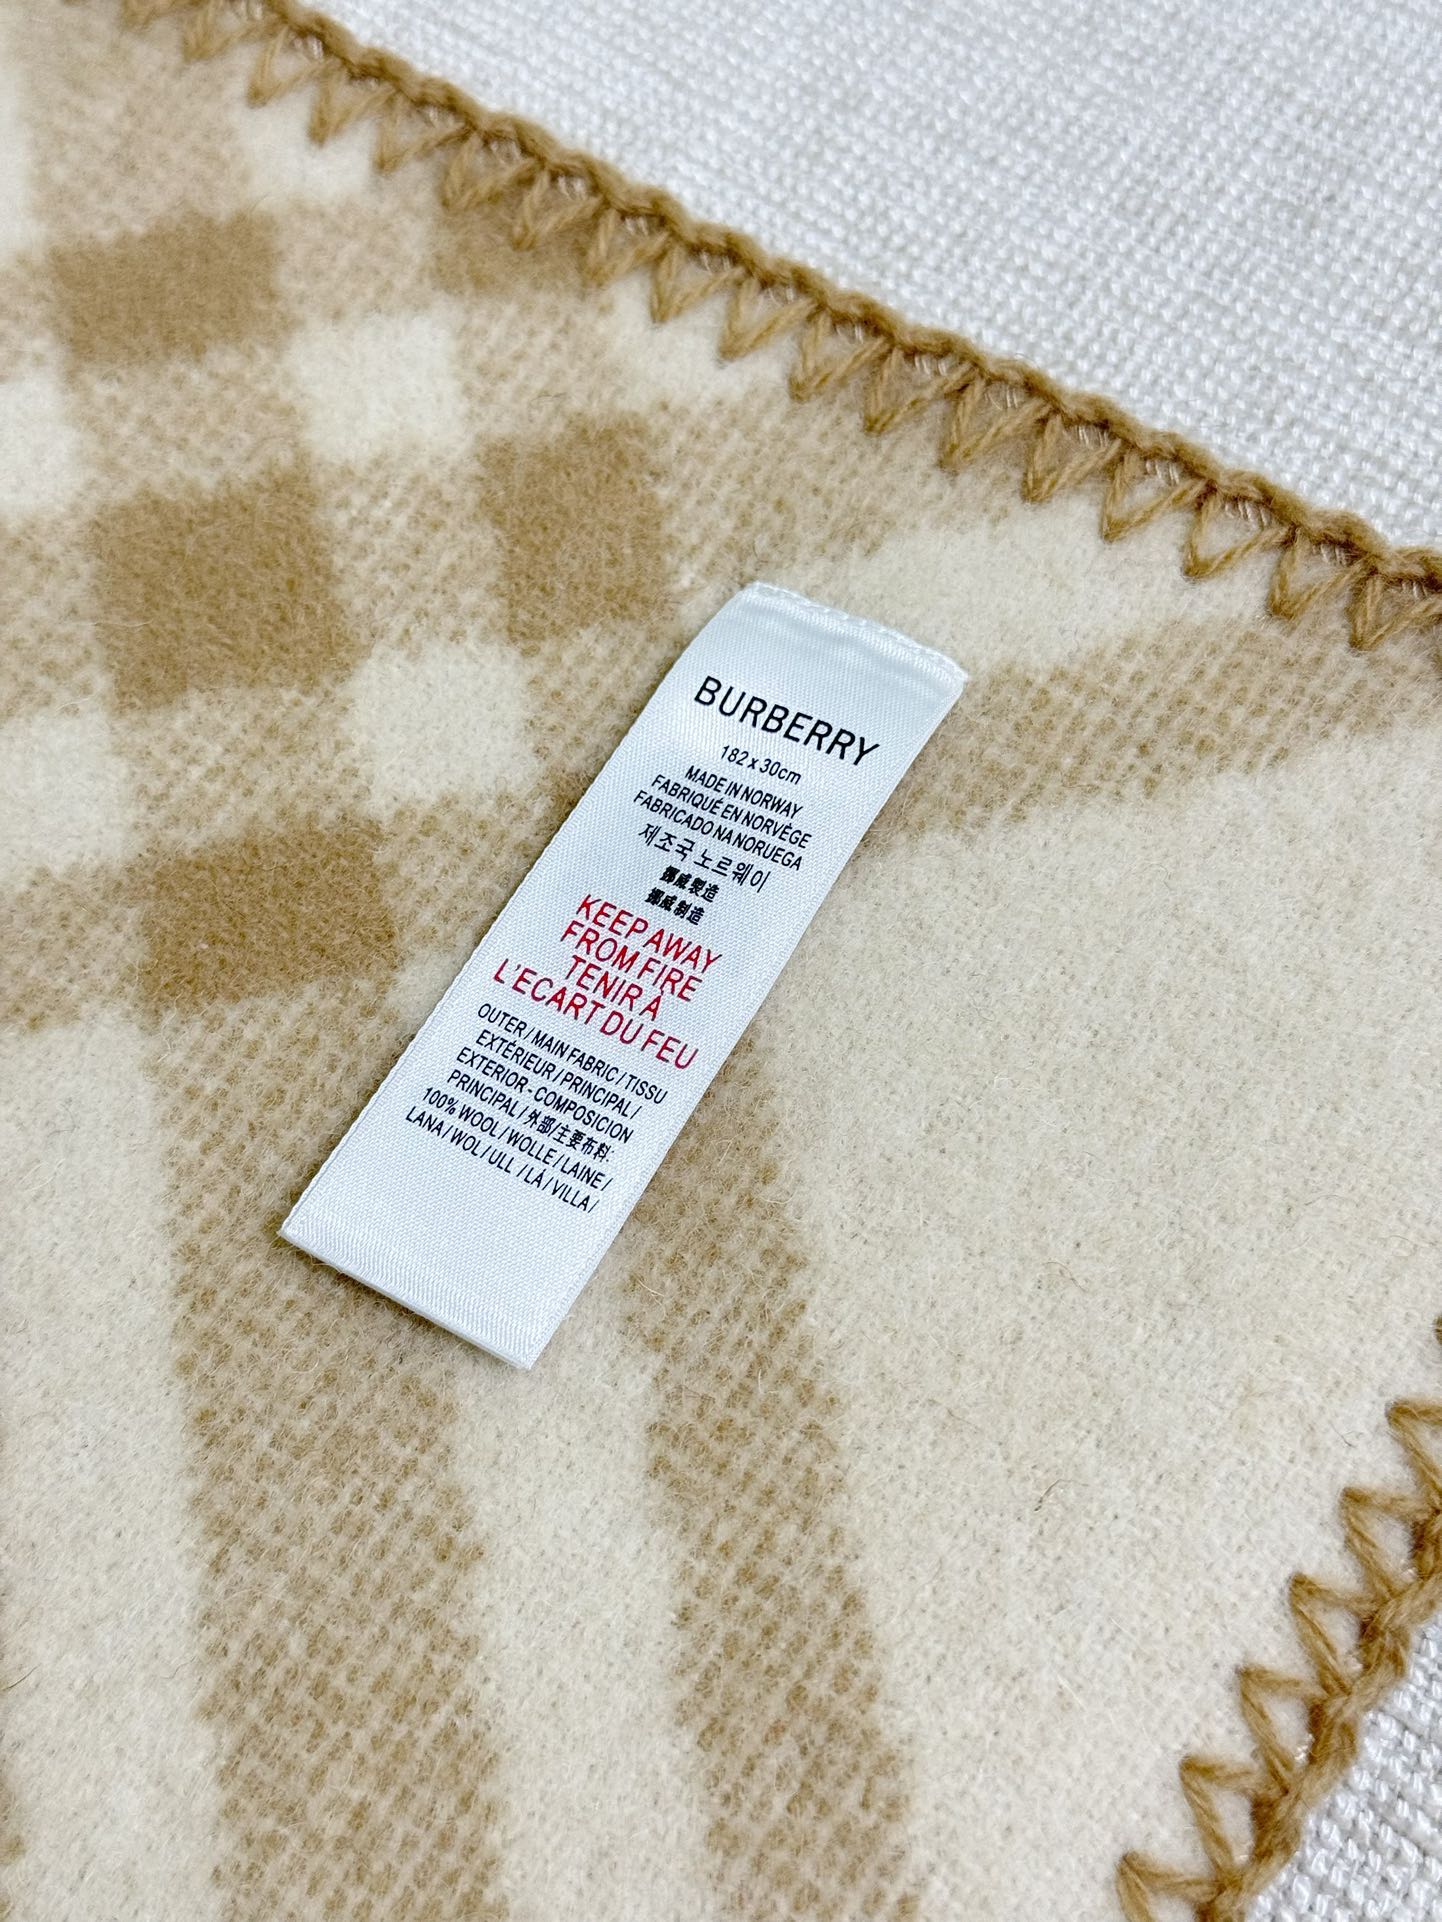 BURBERRY
182 x 30cm
MADE IN NORWAY
FABRIQUÉ EN NORVÈGE
FABRICADO NA NORUEGA
제조국 노르웨이
挪威製造
挪威制造
KEEP AWAY
FROM FIRE
TENIR À
L'ECART DU FEU
OUTER / MAIN FABRIC / TISSU
EXTÉRIEUR / PRINCIPAL /
EXTERIOR - COMPOSICION
PRINCIPAL / 外部/主要布料:
100% WOOL / WOLLE / LAINE /
LANA / WOL / ULL / LÃ / VILLA /